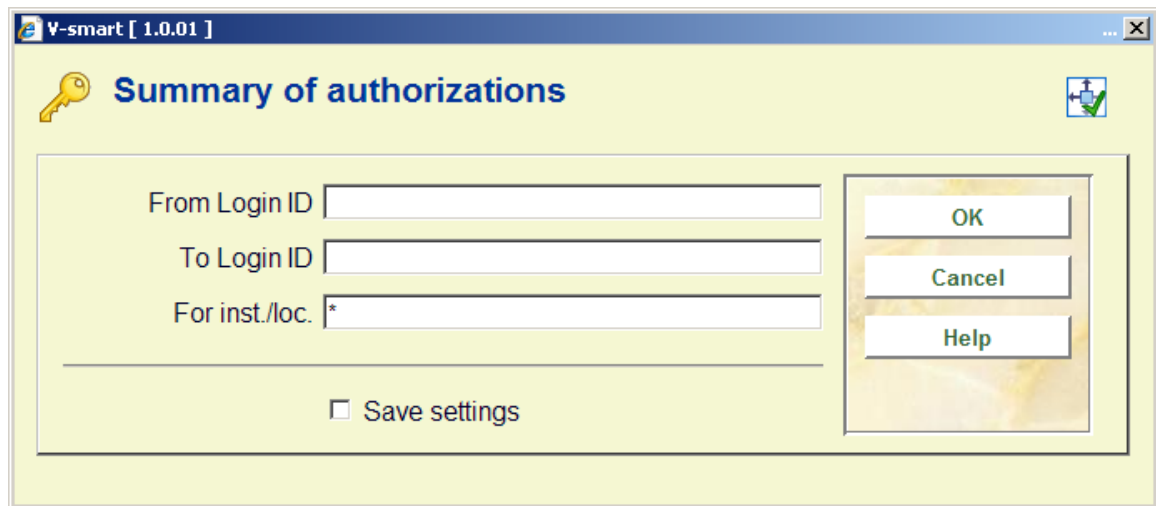 V-smart [ 1.0.01 ]
...
Summary of authorizations
From Login ID
To Login ID
For inst./loc. *
Save settings
OK
Cancel
Help